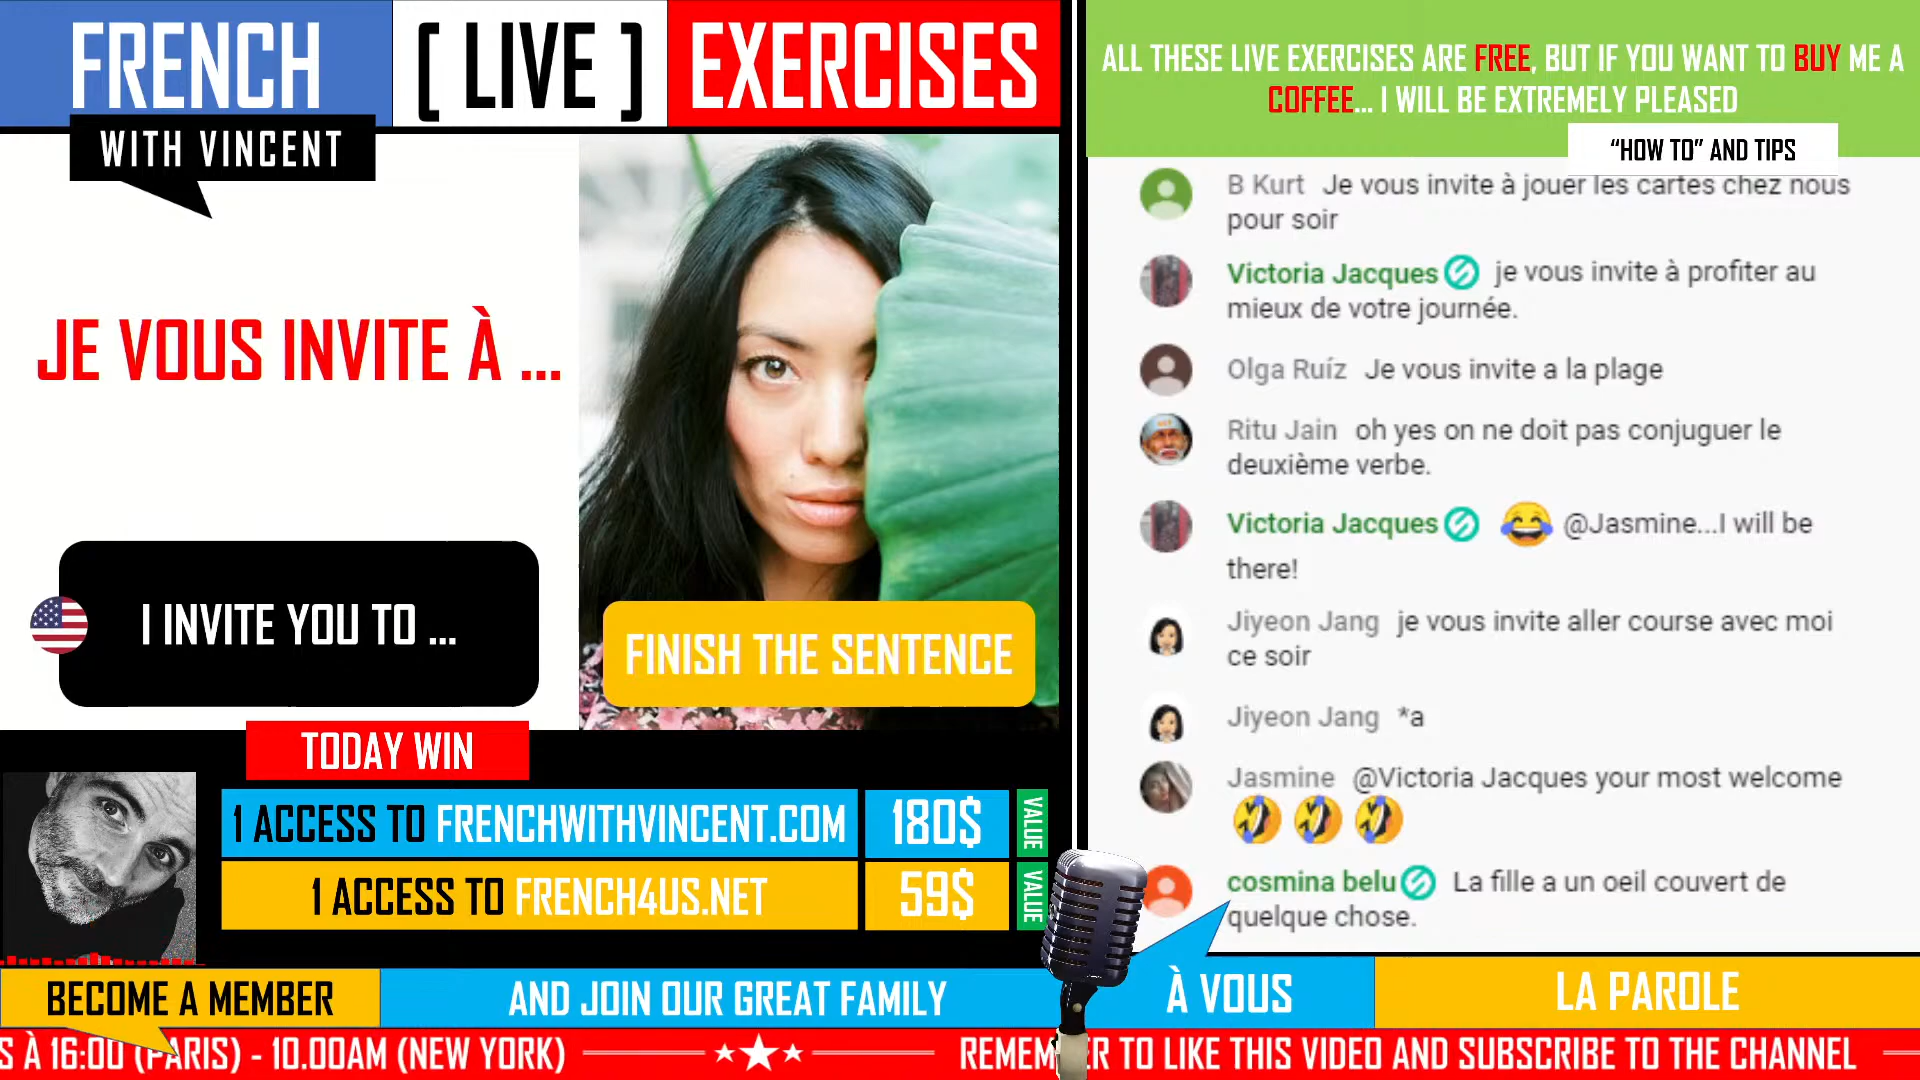 FRENCH
[ LIVE ]
EXERCISES
WITH VINCENT
JE VOUS INVITE À ...
I INVITE YOU TO ...
FINISH THE SENTENCE
TODAY WIN
1 ACCESS TO FRENCHWITHVINCENT.COM
180$
VALUE
1 ACCESS TO FRENCH4US.NET
59$
VALUE
BECOME A MEMBER
AND JOIN OUR GREAT FAMILY
ALL THESE LIVE EXERCISES ARE FREE, BUT IF YOU WANT TO BUY ME A
COFFEE... I WILL BE EXTREMELY PLEASED
“HOW TO” AND TIPS
B Kurt Je vous invite à jouer les cartes chez nous
pour soir
Victoria Jacques je vous invite à profiter au
mieux de votre journée.
Olga Ruíz Je vous invite a la plage
Ritu Jain oh yes on ne doit pas conjuguer le
deuxième verbe.
Victoria Jacques 😂 @Jasmine...I will be
there!
Jiyeon Jang je vous invite aller course avec moi
ce soir
Jiyeon Jang *a
Jasmine @Victoria Jacques your most welcome
🤣 🤣 🤣
cosmina belu La fille a un oeil couvert de
quelque chose.
À VOUS
LA PAROLE
S À 16:00 (PARIS) - 10.00AM (NEW YORK)
TO LIKE THIS VIDEO AND SUBSCRIBE TO THE CHANNEL